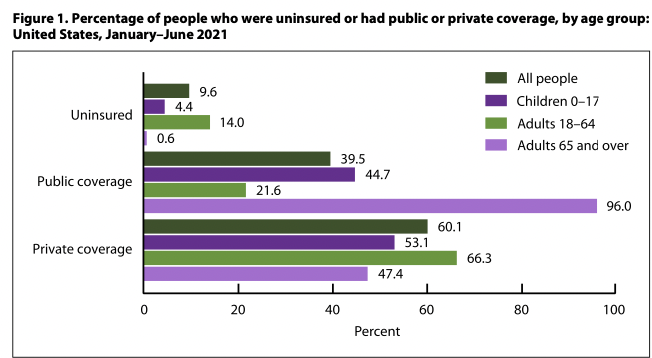 Figure 1. Percentage of people who were uninsured or had public or private coverage, by age group:
United States, January–June 2021
All people
Children 0–17
Adults 18–64
Adults 65 and over
Uninsured
9.6
4.4
14.0
0.6
Public coverage
39.5
44.7
21.6
96.0
Private coverage
60.1
53.1
66.3
47.4
0 20 40 60 80 100
Percent